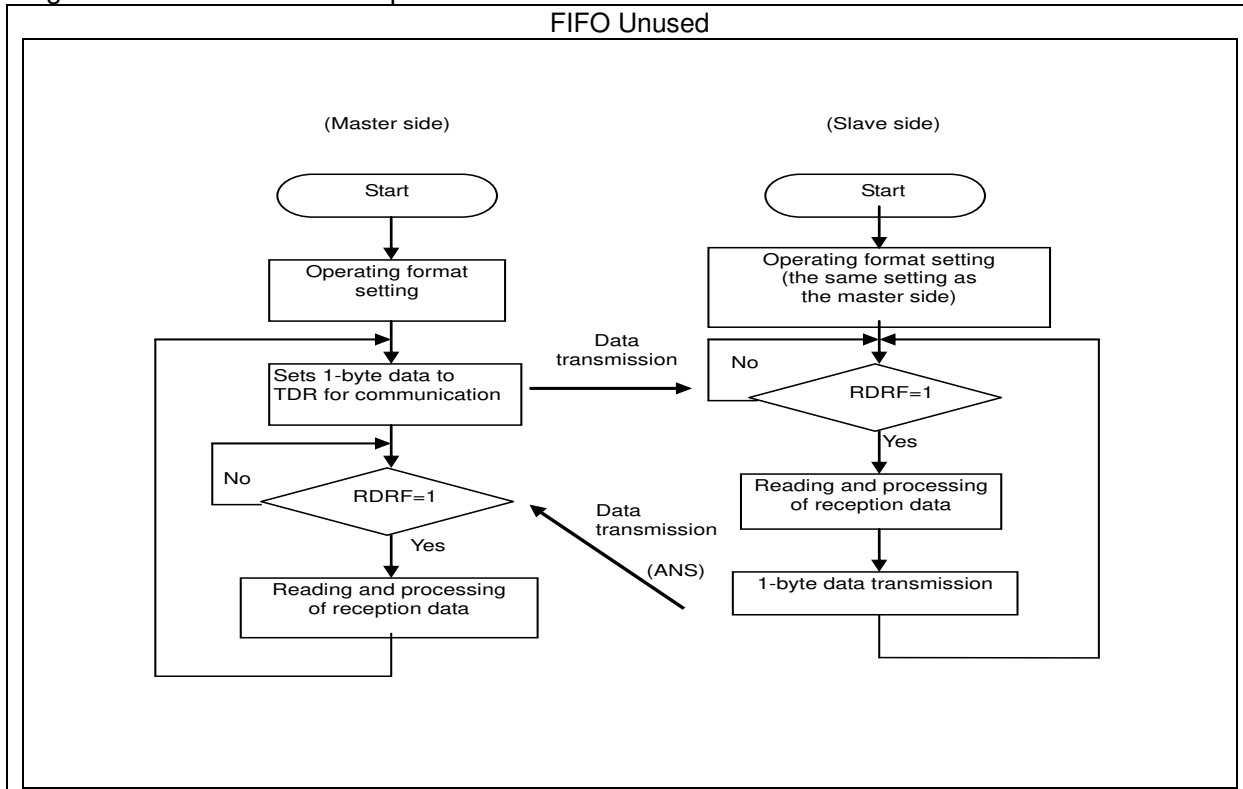 FIFO Unused
(Master side)
(Slave side)
Start
Operating format
setting
Sets 1-byte data to
TDR for communication
No
RDRF=1
Yes
Reading and processing
of reception data
Data
transmission
Data
transmission
(ANS)
Start
Operating format setting
(the same setting as
the master side)
No
RDRF=1
Yes
Reading and processing
of reception data
1-byte data transmission